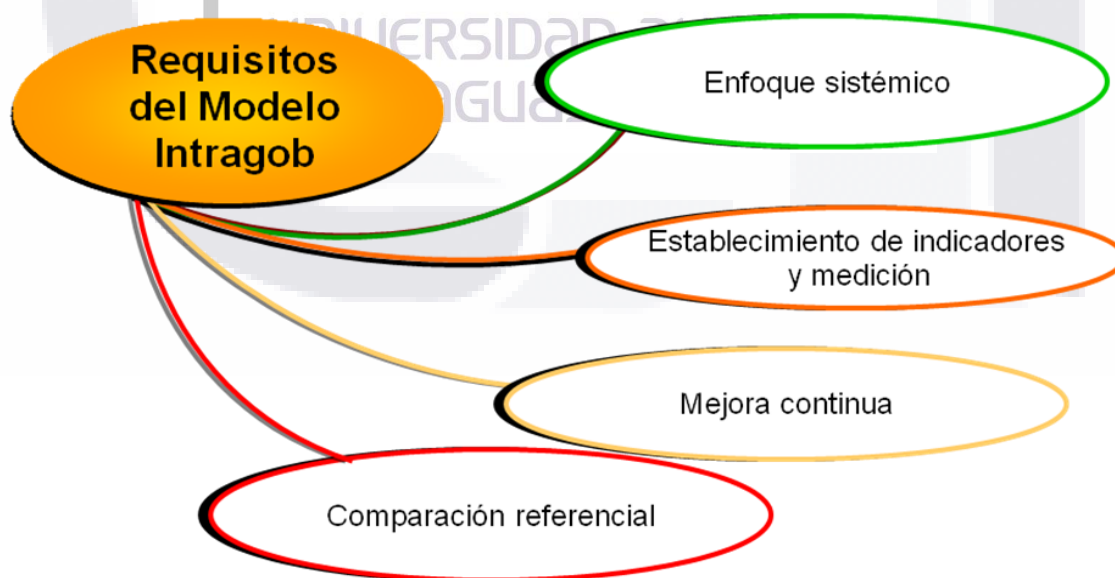 Requisitos
del Modelo
Intragob
Enfoque sistémico
Establecimiento de indicadores
y medición
Mejora continua
Comparación referencial